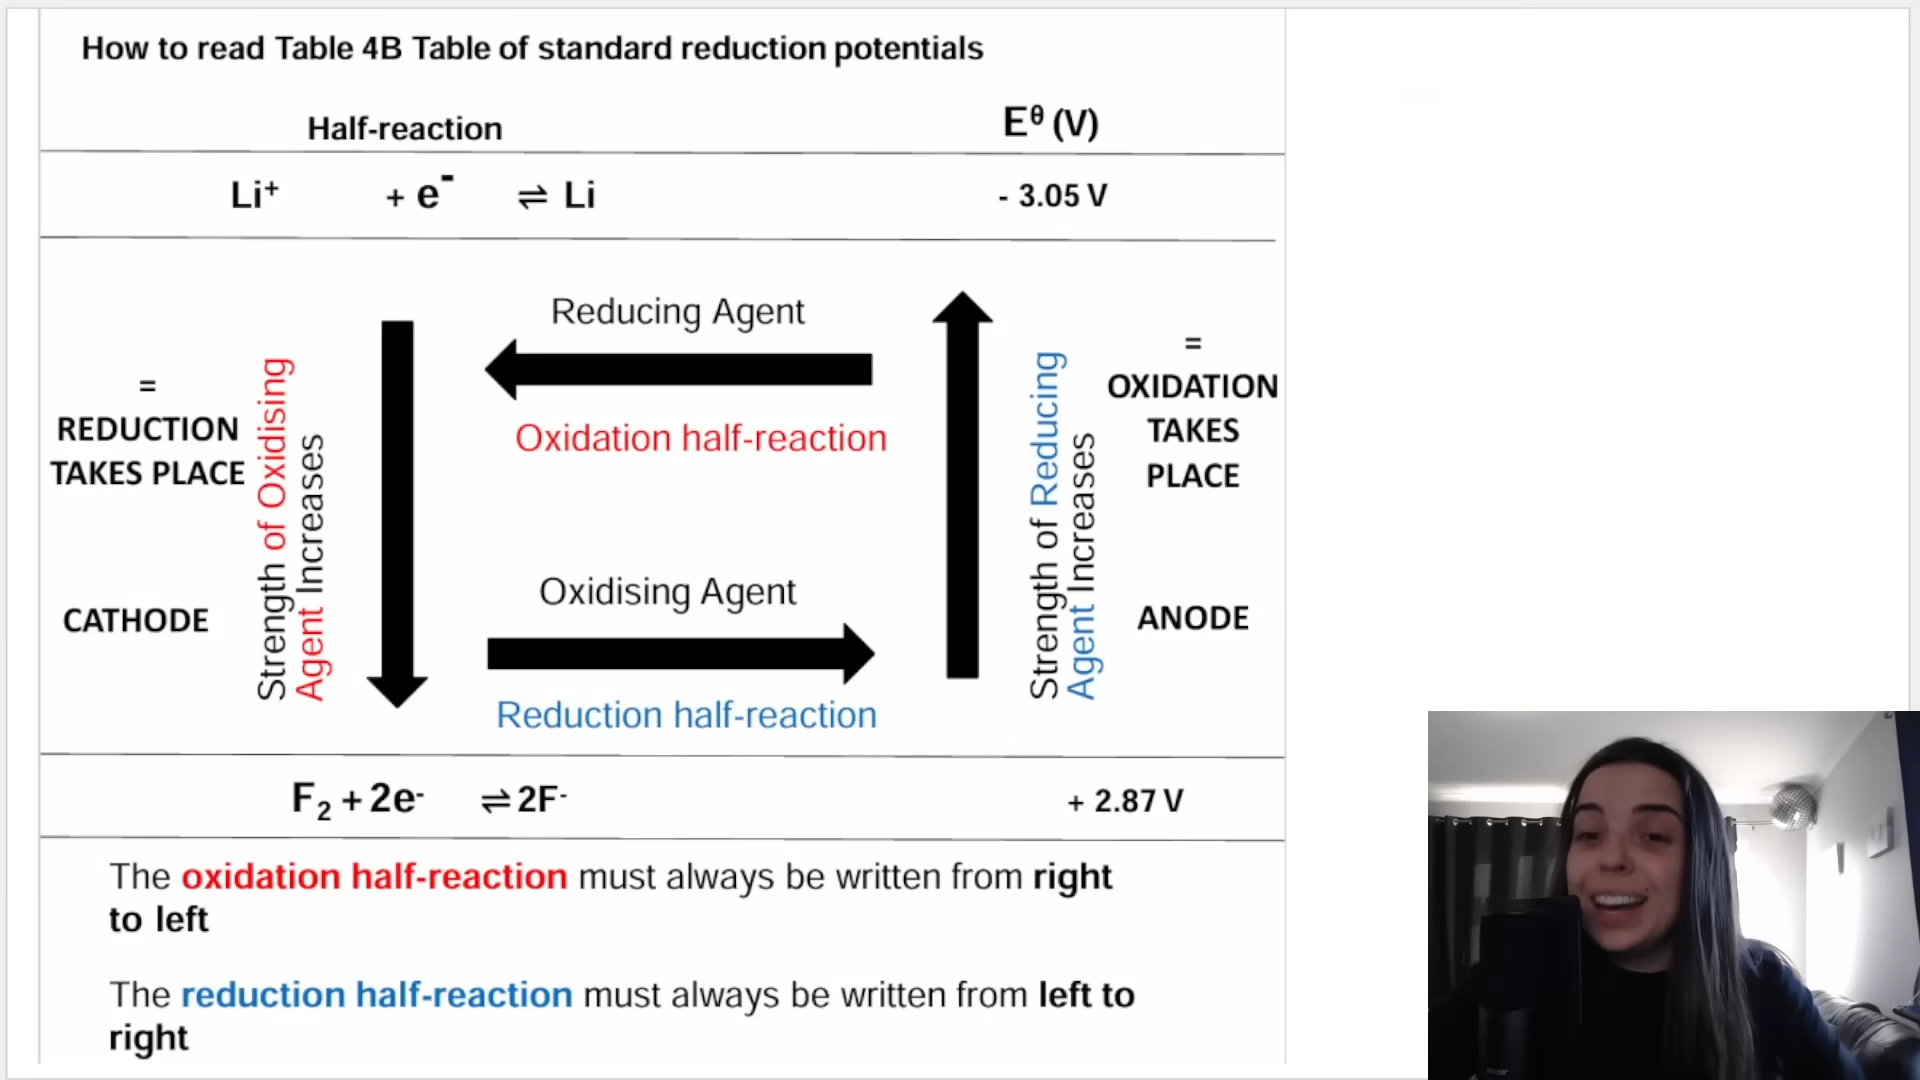 How to read Table 4B Table of standard reduction potentials
Half-reaction
Eᶿ (V)
Li⁺ + e⁻ ⇌ Li
- 3.05 V
Reducing Agent
Oxidation half-reaction
=
REDUCTION
TAKES PLACE
CATHODE
Strength of Oxidising
Agent Increases
Oxidising Agent
Reduction half-reaction
Strength of Reducing
Agent Increases
=
OXIDATION
TAKES
PLACE
ANODE
F₂ + 2e⁻ ⇌ 2F⁻
+ 2.87 V
The oxidation half-reaction must always be written from right
to left
The reduction half-reaction must always be written from left to
right